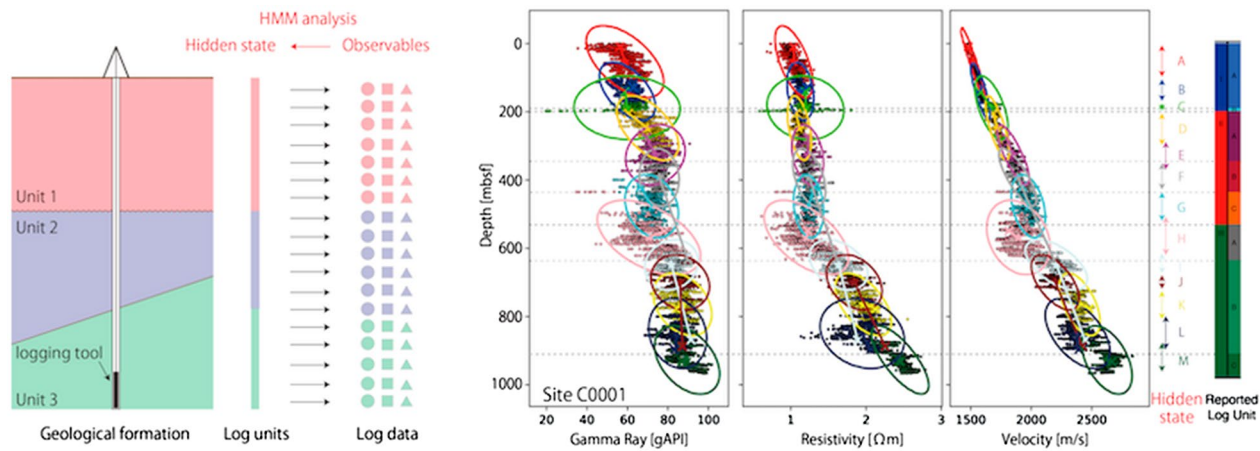 HMM analysis
Hidden state
Observables
Unit 1
Unit 2
logging tool
Unit 3
Geological formation
Log units
Log data
Depth [mbsf]
0
200
400
600
800
1000
Site C0001
20
40
60
80
100
Gamma Ray [gAPI]
1
2
3
Resistivity [Ωm]
1500
2000
2500
Velocity [m/s]
A
B
C
D
E
F
G
H
J
K
L
M
Hidden
state
Reported
Log Unit
A
A
C
A